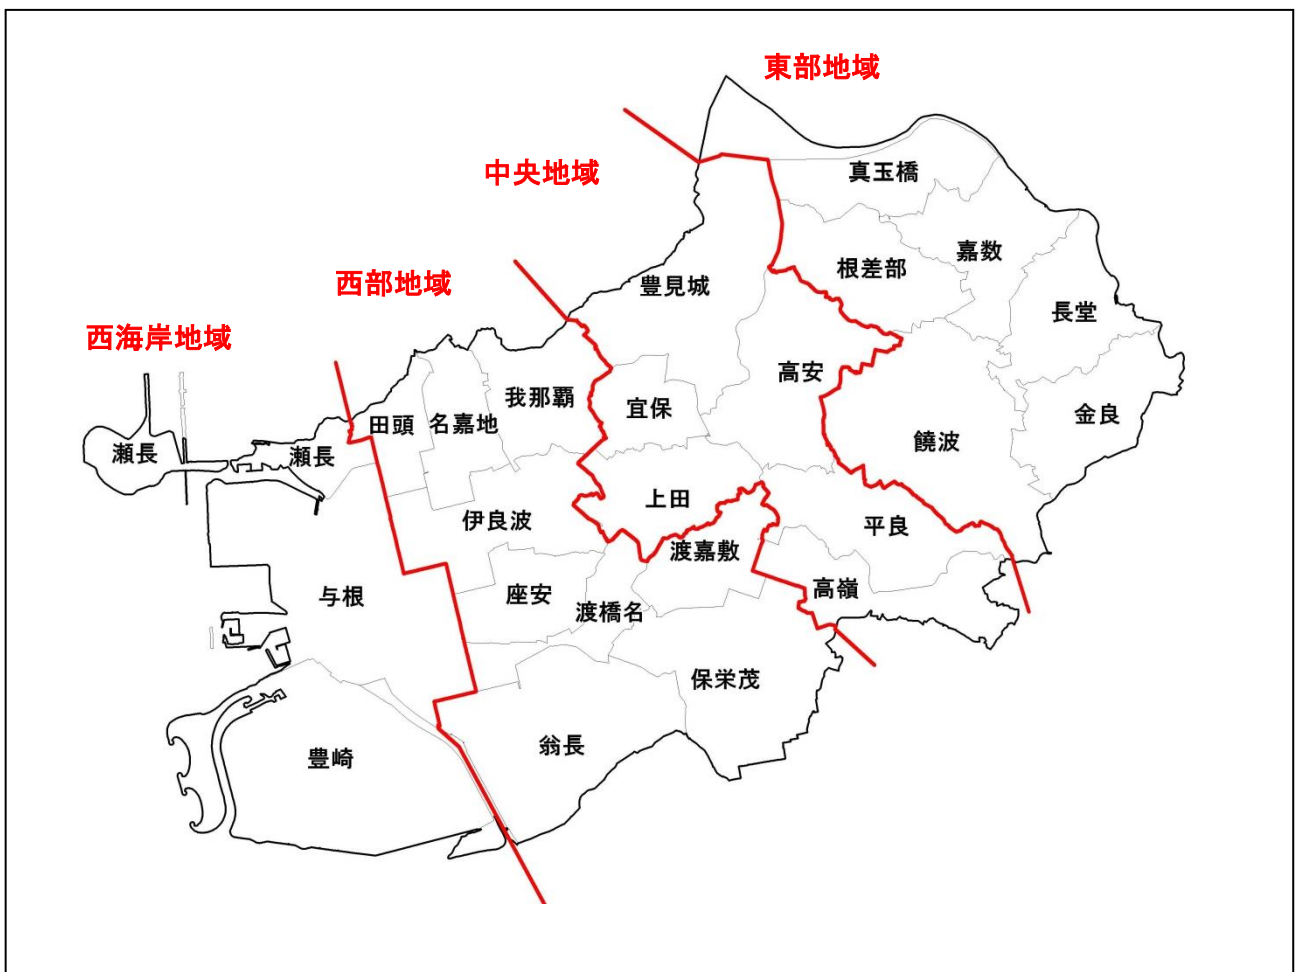 東部地域
中央地域
西部地域
西海岸地域
真玉橋
嘉数
根差部
豊見城
長堂
高安
我那覇
宜保
田頭
名嘉地
金良
饒波
瀬長
瀬長
上田
伊良波
平良
渡嘉敷
高嶺
座安
与根
渡橋名
保栄茂
翁長
豊崎